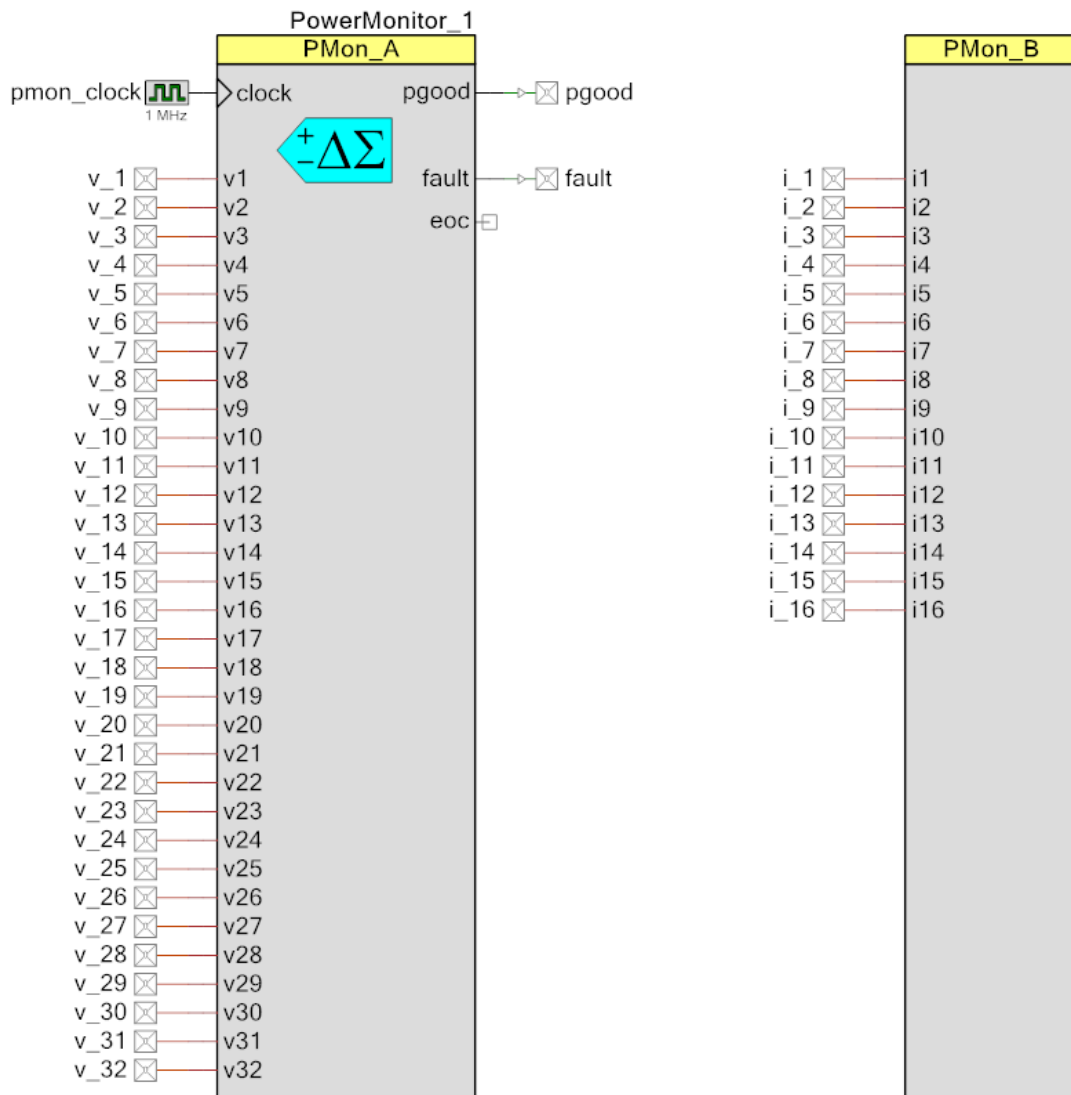 PowerMonitor_1
PMon_A PMon_B
pmon_clock clock pgood pgood
1 MHz
+
- ΔΣ
v_1 v1 fault fault i_1 i1
v_2 v2 eoc i_2 i2
v_3 v3 i_3 i3
v_4 v4 i_4 i4
v_5 v5 i_5 i5
v_6 v6 i_6 i6
v_7 v7 i_7 i7
v_8 v8 i_8 i8
v_9 v9 i_9 i9
v_10 v10 i_10 i10
v_11 v11 i_11 i11
v_12 v12 i_12 i12
v_13 v13 i_13 i13
v_14 v14 i_14 i14
v_15 v15 i_15 i15
v_16 v16 i_16 i16
v_17 v17
v_18 v18
v_19 v19
v_20 v20
v_21 v21
v_22 v22
v_23 v23
v_24 v24
v_25 v25
v_26 v26
v_27 v27
v_28 v28
v_29 v29
v_30 v30
v_31 v31
v_32 v32